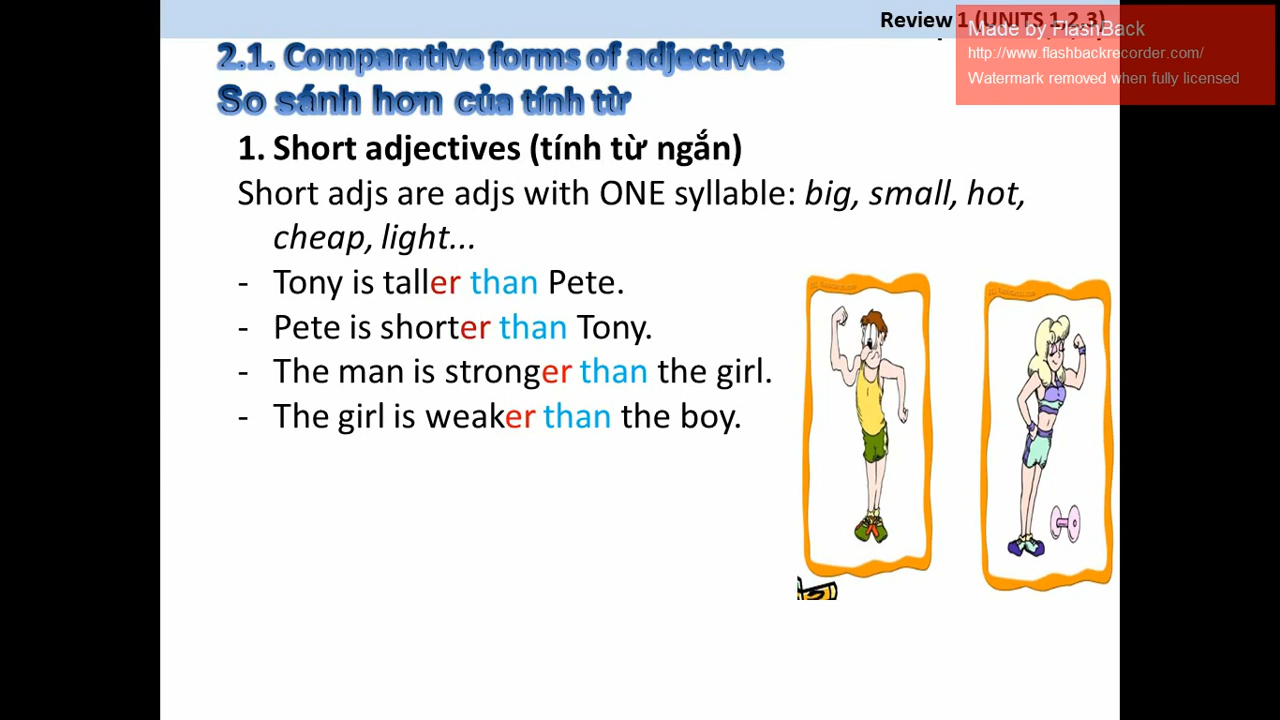 Review 1 (UNITS 1,2,3)
Made by FlashBack
http://www.flashbackrecorder.com/
Watermark removed when fully licensed
2.1. Comparative forms of adjectives
So sánh hơn của tính từ
1. Short adjectives (tính từ ngắn)
Short adjs are adjs with ONE syllable: big, small, hot,
cheap, light...
- Tony is taller than Pete.
- Pete is shorter than Tony.
- The man is stronger than the girl.
- The girl is weaker than the boy.